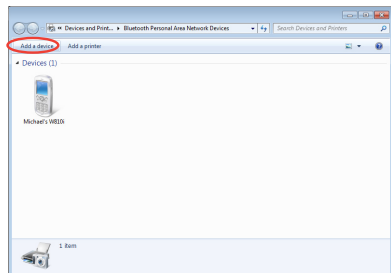 « Devices and Print... ▸ Bluetooth Personal Area Network Devices
Search Devices and Printers
Add a device Add a printer
Devices (1)
Michael's W810i
1 item